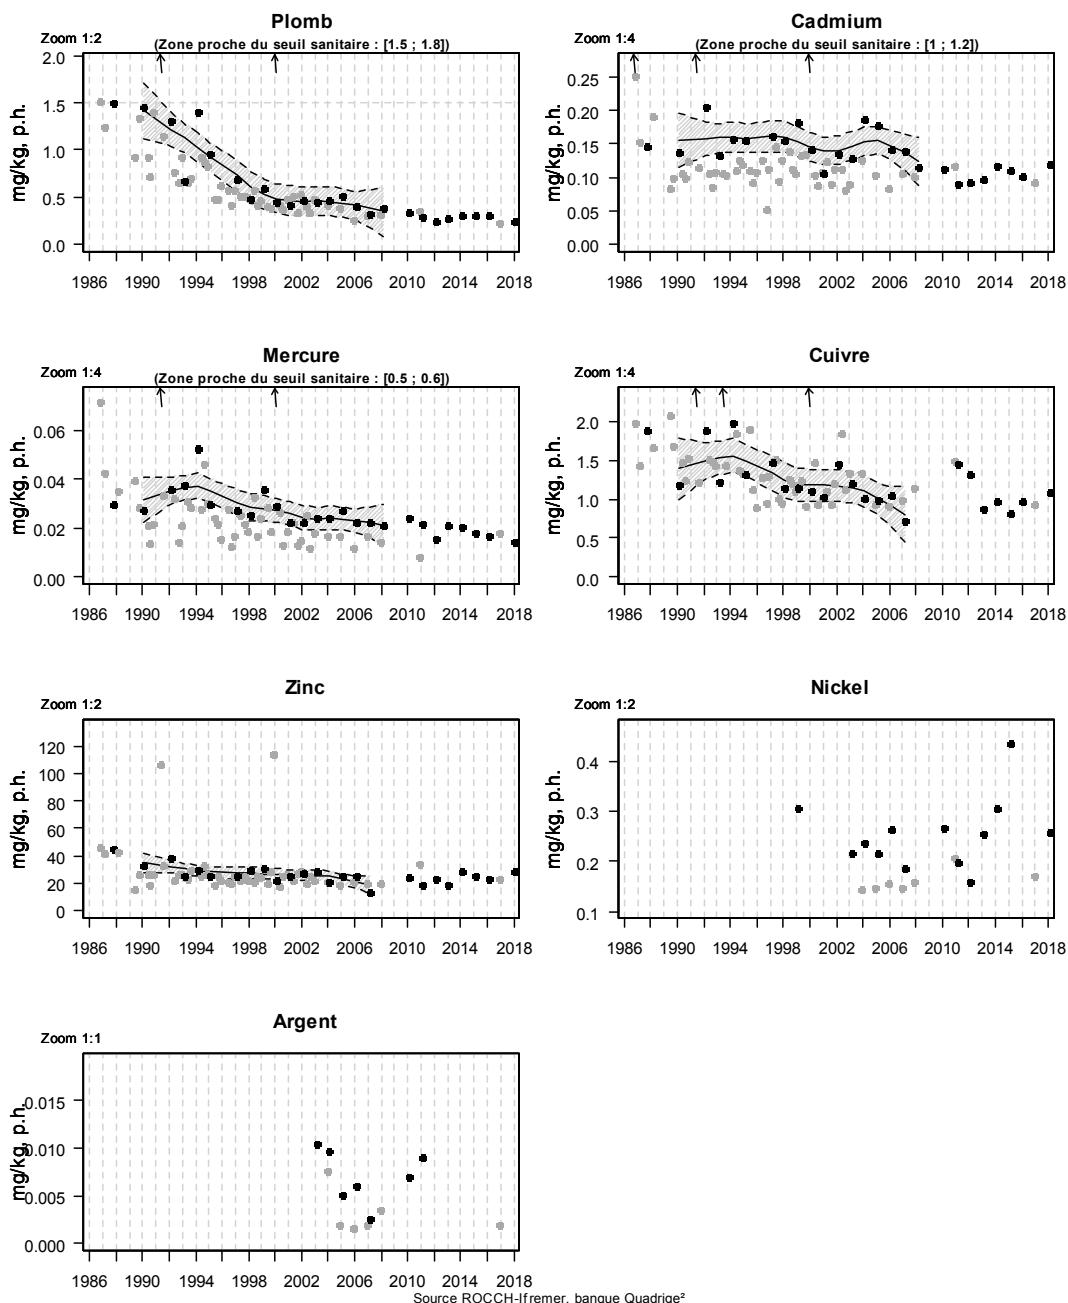 Plomb
Zoom 1:2
(Zone proche du seuil sanitaire : [1.5 ; 1.8])
mg/kg, p.h.
2.0
1.5
1.0
0.5
0.0
1986 1990 1994 1998 2002 2006 2010 2014 2018
Cadmium
Zoom 1:4
(Zone proche du seuil sanitaire : [1 ; 1.2])
mg/kg, p.h.
0.25
0.20
0.15
0.10
0.05
0.00
1986 1990 1994 1998 2002 2006 2010 2014 2018
Mercure
Zoom 1:4
(Zone proche du seuil sanitaire : [0.5 ; 0.6])
mg/kg, p.h.
0.06
0.04
0.02
0.00
1986 1990 1994 1998 2002 2006 2010 2014 2018
Cuivre
Zoom 1:4
mg/kg, p.h.
2.0
1.5
1.0
0.5
0.0
1986 1990 1994 1998 2002 2006 2010 2014 2018
Zinc
Zoom 1:2
mg/kg, p.h.
120
100
80
60
40
20
0
1986 1990 1994 1998 2002 2006 2010 2014 2018
Nickel
Zoom 1:2
mg/kg, p.h.
0.4
0.3
0.2
0.1
1986 1990 1994 1998 2002 2006 2010 2014 2018
Argent
Zoom 1:1
mg/kg, p.h.
0.015
0.010
0.005
0.000
1986 1990 1994 1998 2002 2006 2010 2014 2018
Source ROCCH-Ifremer, banque Quadrige²